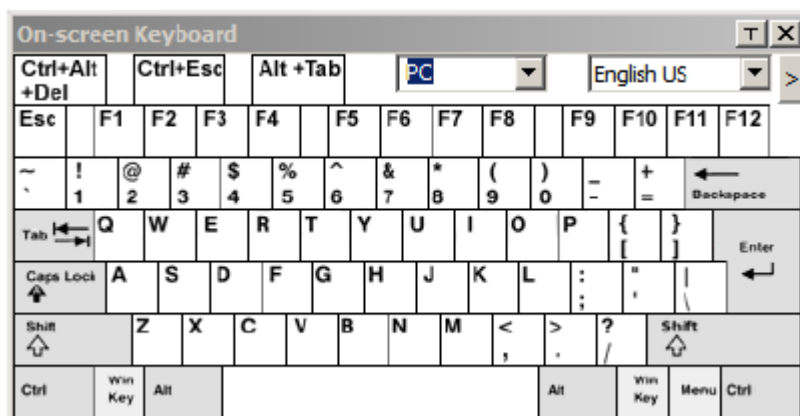 On-screen Keyboard T X
Ctrl+Alt +Del Ctrl+Esc Alt +Tab PC English US >
Esc F1 F2 F3 F4 F5 F6 F7 F8 F9 F10 F11 F12
~ ! @ # $ % ^ & * ( ) _ +
` 1 2 3 4 5 6 7 8 9 0 - = Backspace
Tab Q W E R T Y U I O P { }
[ ] Enter
Caps Lock A S D F G H J K L : " |
; ' \
Shift Z X C V B N M < > ? Shift
, . /
Ctrl Win Key Alt Alt Win Key Menu Ctrl